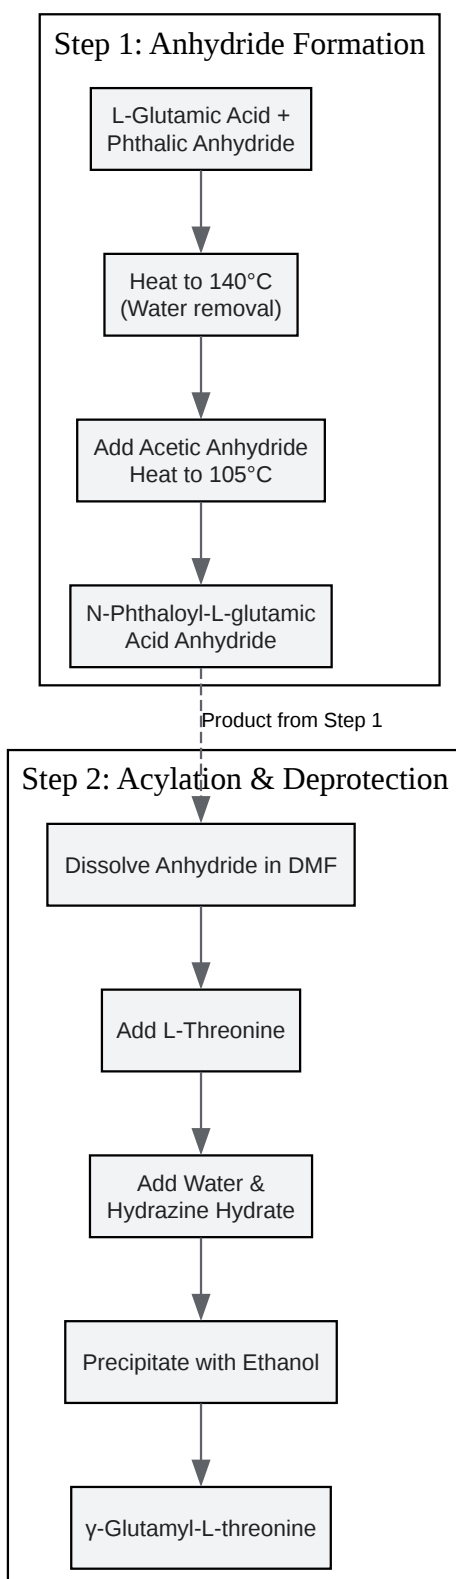 Step 1: Anhydride Formation
L-Glutamic Acid +
Phthalic Anhydride
Heat to 140°C
(Water removal)
Add Acetic Anhydride
Heat to 105°C
N-Phthaloyl-L-glutamic
Acid Anhydride
Product from Step 1
Step 2: Acylation & Deprotection
Dissolve Anhydride in DMF
Add L-Threonine
Add Water &
Hydrazine Hydrate
Precipitate with Ethanol
γ-Glutamyl-L-threonine